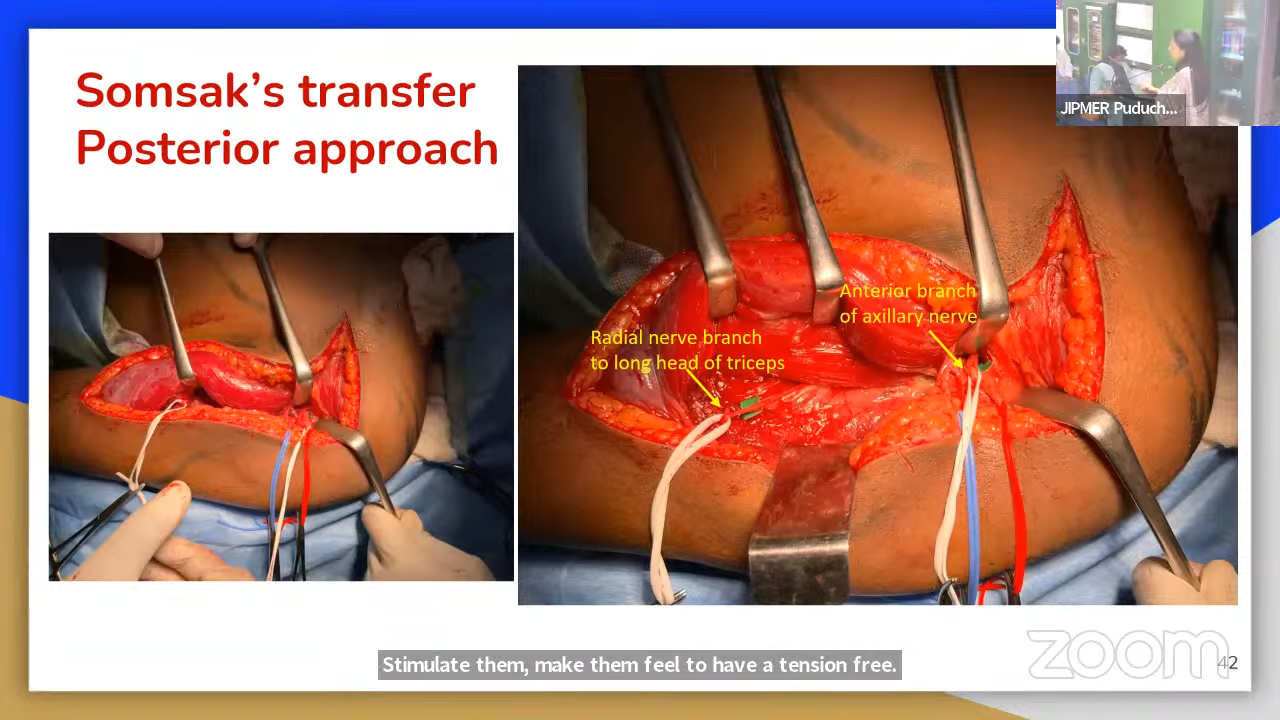 Somsak's transfer
Posterior approach
JIPMER Puduch...
Anterior branch
of axillary nerve
Radial nerve branch
to long head of triceps
Stimulate them, make them feel to have a tension free.
zoom
42